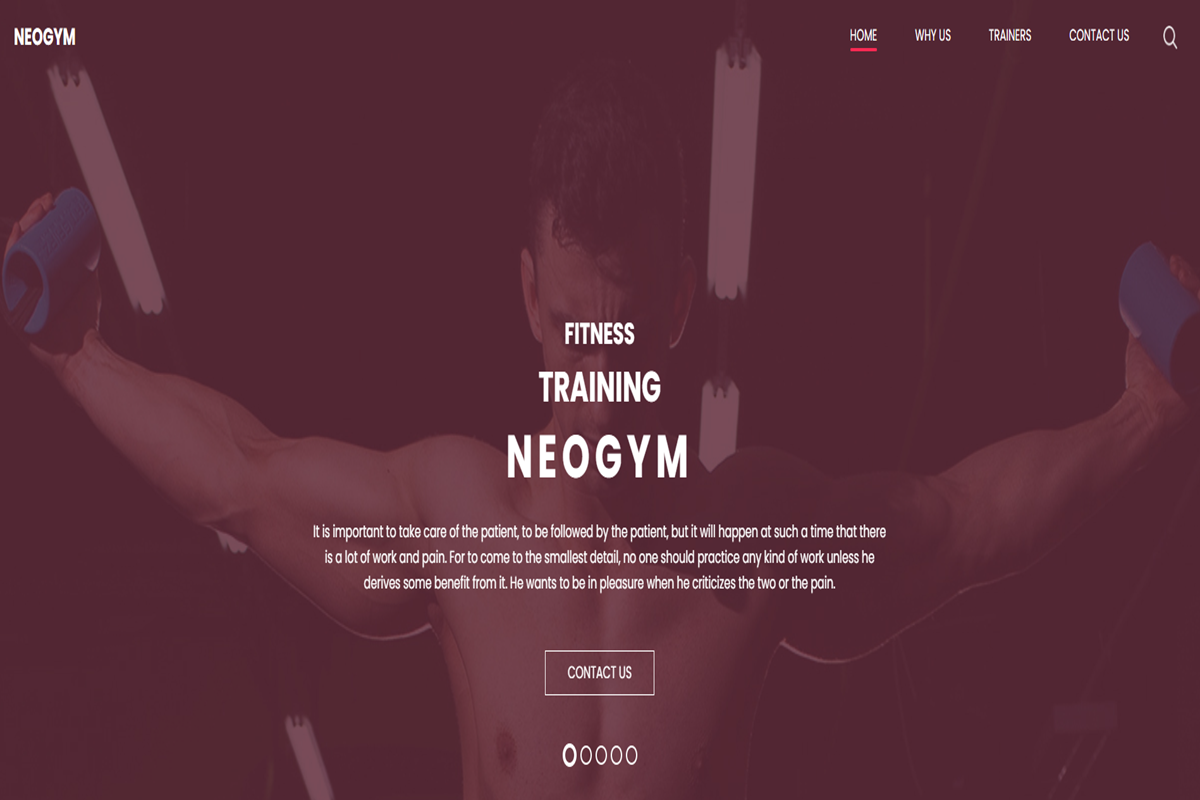 NEOGYM
HOME WHY US TRAINERS CONTACT US
FITNESS
TRAINING
NEOGYM
It is important to take care of the patient, to be followed by the patient, but it will happen at such a time that there
is a lot of work and pain. For to come to the smallest detail, no one should practice any kind of work unless he
derives some benefit from it. He wants to be in pleasure when he criticizes the two or the pain.
CONTACT US